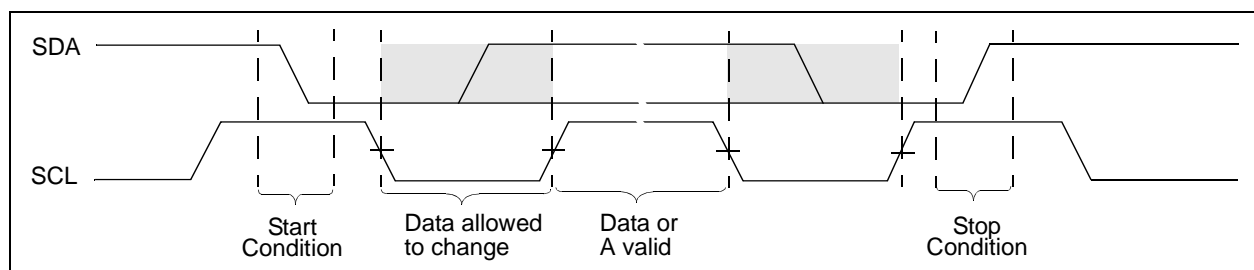 SDA
SCL
Start
Condition
Data allowed
to change
Data or
A valid
Stop
Condition